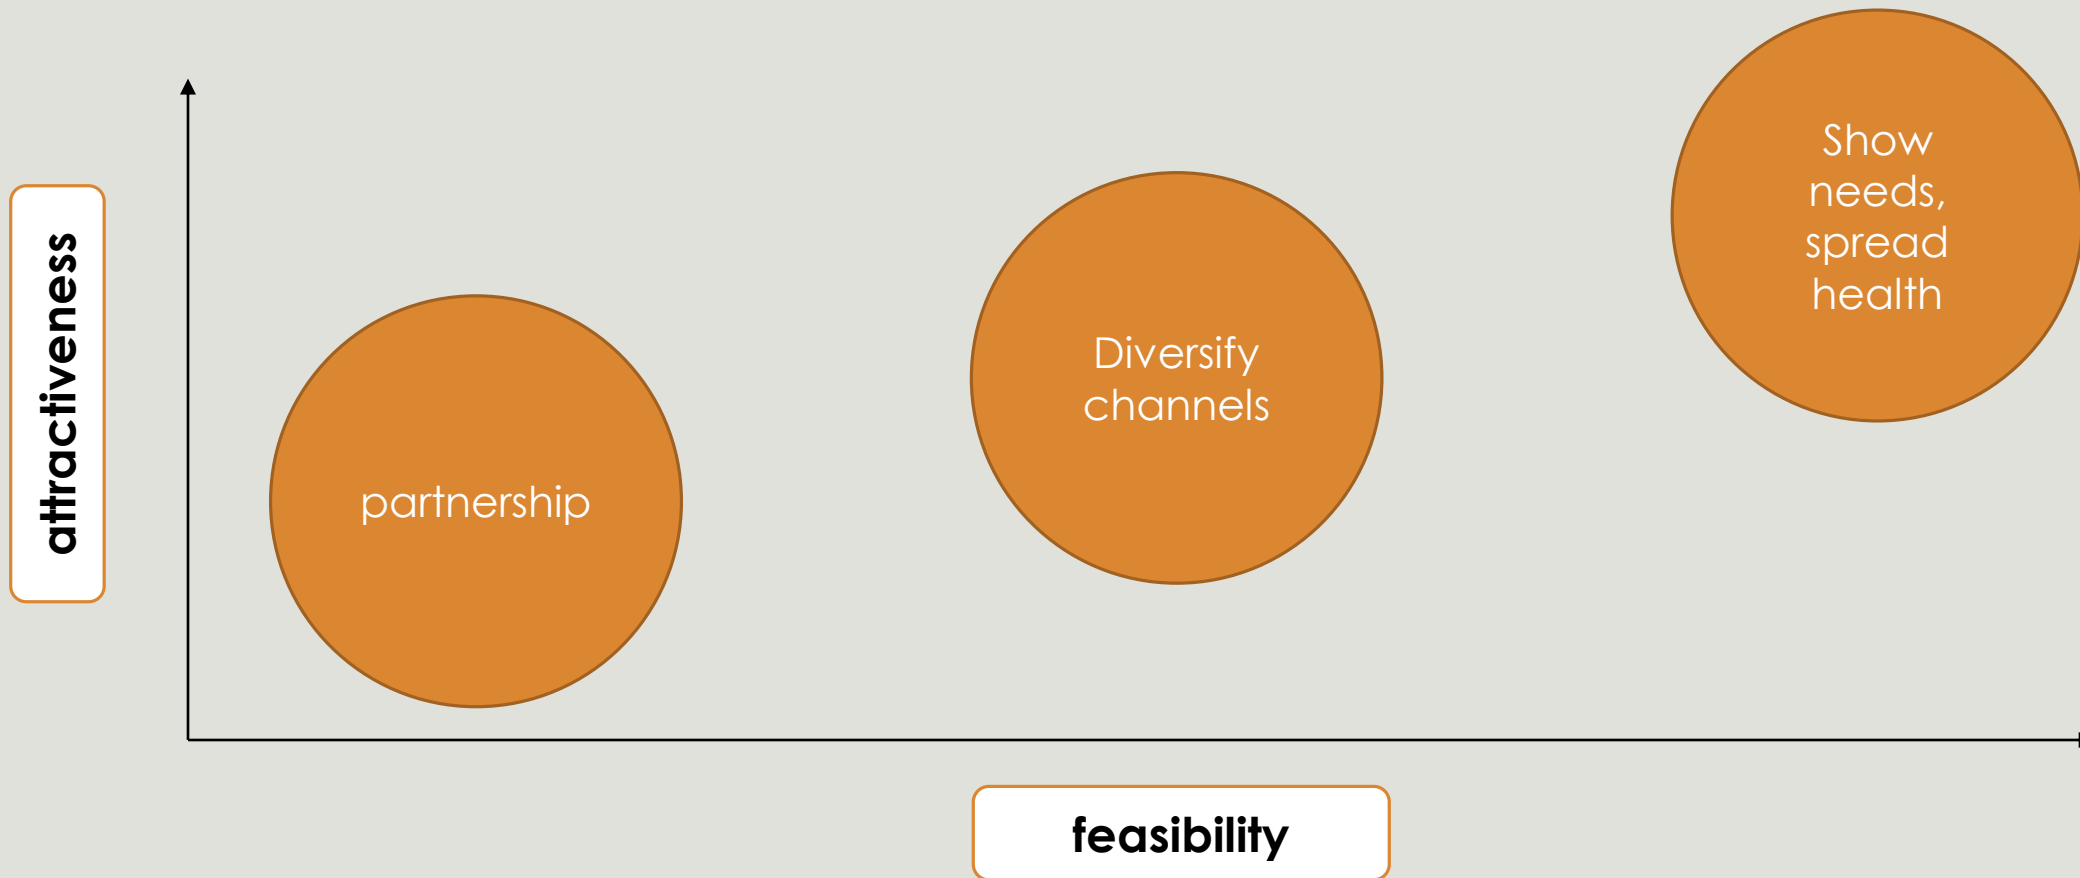 Show
needs,
spread
health
Diversify
channels
partnership
attractiveness
feasibility